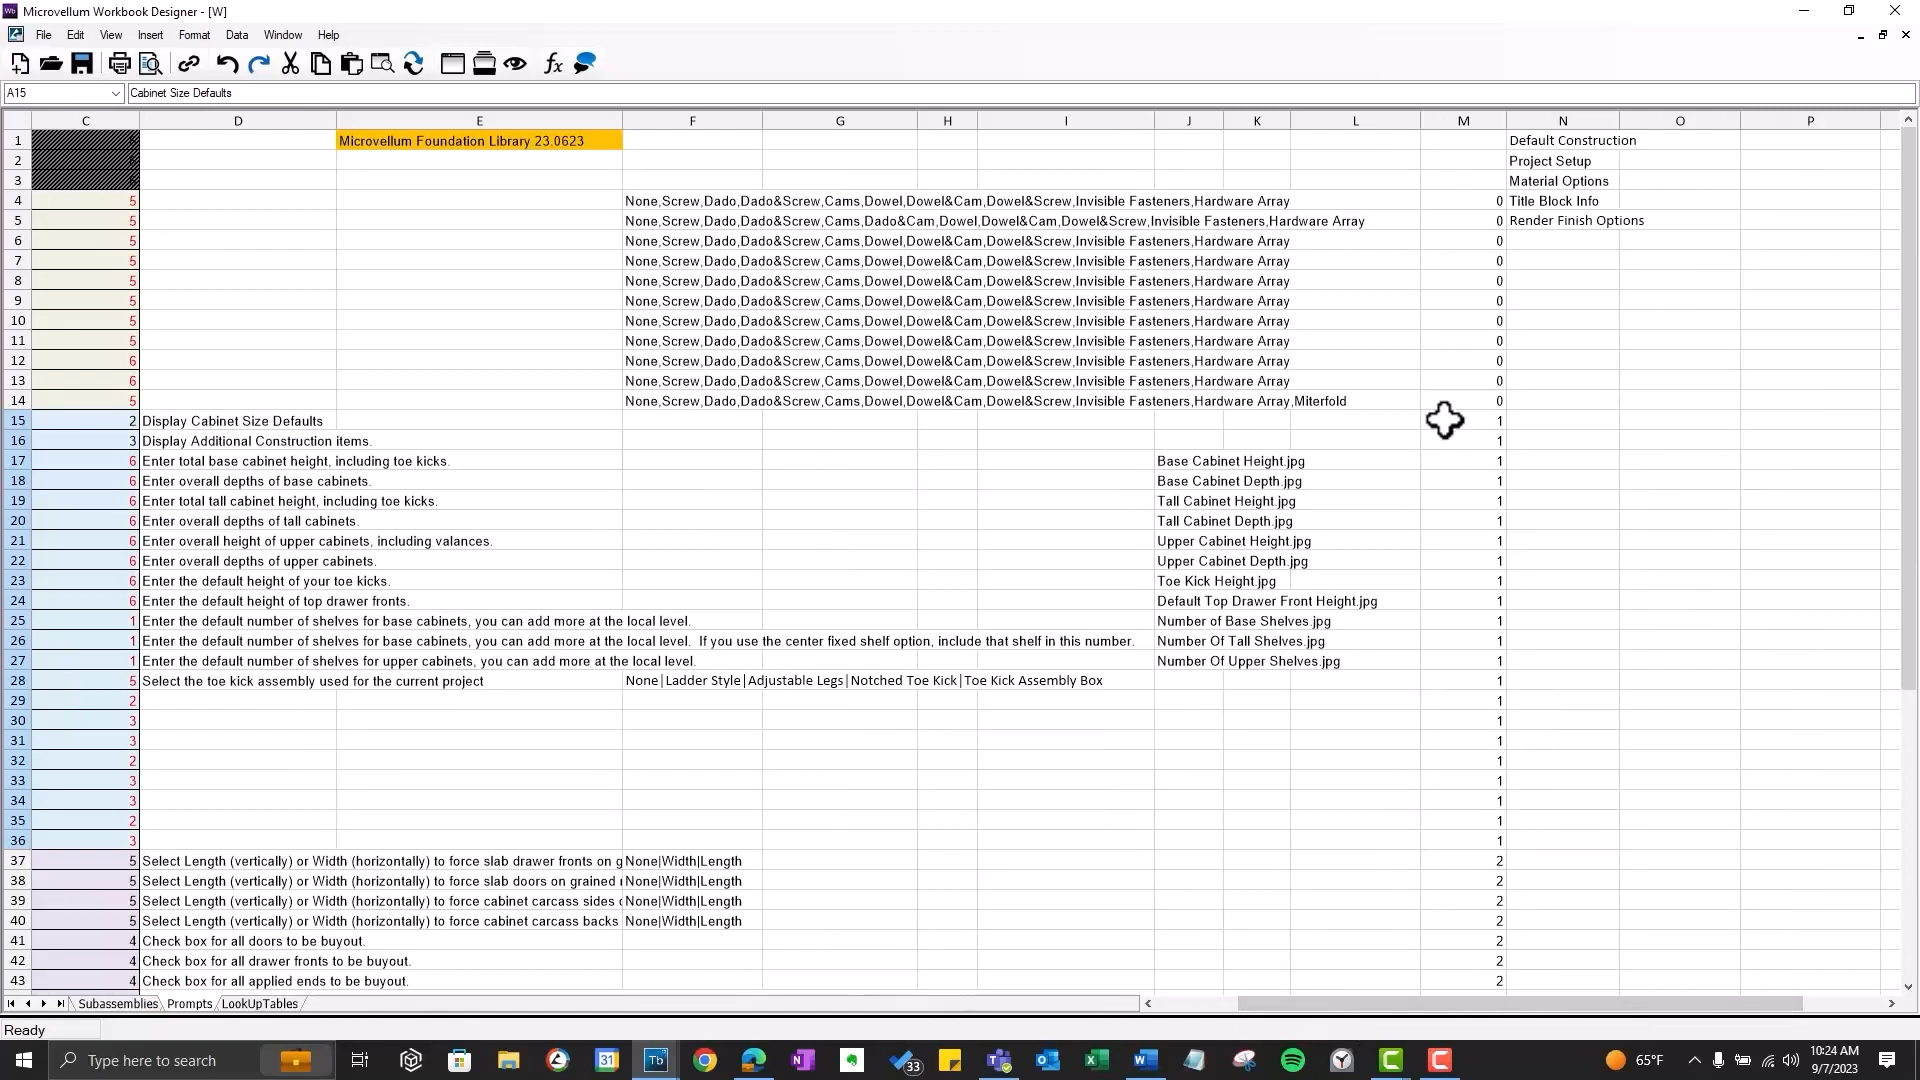 Microvellum Workbook Designer - [W]
File Edit View Insert Format Data Window Help
A15 Cabinet Size Defaults
C D E F G H I J K L M N O P
1 Microvellum Foundation Library 23.0623 Default Construction
2 Project Setup
3 Material Options
4 5 None,Screw,Dado,Dado&Screw,Cams,Dowel,Dowel&Cam,Dowel&Screw,Invisible Fasteners,Hardware Array 0 Title Block Info
5 5 None,Screw,Dado,Dado&Screw,Cams,Dado&Cam,Dowel,Dowel&Cam,Dowel&Screw,Invisible Fasteners,Hardware Array 0 Render Finish Options
6 5 None,Screw,Dado,Dado&Screw,Cams,Dowel,Dowel&Cam,Dowel&Screw,Invisible Fasteners,Hardware Array 0
7 5 None,Screw,Dado,Dado&Screw,Cams,Dowel,Dowel&Cam,Dowel&Screw,Invisible Fasteners,Hardware Array 0
8 5 None,Screw,Dado,Dado&Screw,Cams,Dowel,Dowel&Cam,Dowel&Screw,Invisible Fasteners,Hardware Array 0
9 5 None,Screw,Dado,Dado&Screw,Cams,Dowel,Dowel&Cam,Dowel&Screw,Invisible Fasteners,Hardware Array 0
10 5 None,Screw,Dado,Dado&Screw,Cams,Dowel,Dowel&Cam,Dowel&Screw,Invisible Fasteners,Hardware Array 0
11 5 None,Screw,Dado,Dado&Screw,Cams,Dowel,Dowel&Cam,Dowel&Screw,Invisible Fasteners,Hardware Array 0
12 6 None,Screw,Dado,Dado&Screw,Cams,Dowel,Dowel&Cam,Dowel&Screw,Invisible Fasteners,Hardware Array 0
13 6 None,Screw,Dado,Dado&Screw,Cams,Dowel,Dowel&Cam,Dowel&Screw,Invisible Fasteners,Hardware Array 0
14 5 None,Screw,Dado,Dado&Screw,Cams,Dowel,Dowel&Cam,Dowel&Screw,Invisible Fasteners,Hardware Array,Miterfold 0
15 2 Display Cabinet Size Defaults 1
16 3 Display Additional Construction items. 1
17 6 Enter total base cabinet height, including toe kicks. Base Cabinet Height.jpg 1
18 6 Enter overall depths of base cabinets. Base Cabinet Depth.jpg 1
19 6 Enter total tall cabinet height, including toe kicks. Tall Cabinet Height.jpg 1
20 6 Enter overall depths of tall cabinets. Tall Cabinet Depth.jpg 1
21 6 Enter overall height of upper cabinets, including valances. Upper Cabinet Height.jpg 1
22 6 Enter overall depths of upper cabinets. Upper Cabinet Depth.jpg 1
23 6 Enter the default height of your toe kicks. Toe Kick Height.jpg 1
24 6 Enter the default height of top drawer fronts. Default Top Drawer Front Height.jpg 1
25 1 Enter the default number of shelves for base cabinets, you can add more at the local level. Number of Base Shelves.jpg 1
26 1 Enter the default number of shelves for base cabinets, you can add more at the local level. If you use the center fixed shelf option, include that shelf in this number. Number Of Tall Shelves.jpg 1
27 1 Enter the default number of shelves for upper cabinets, you can add more at the local level. Number Of Upper Shelves.jpg 1
28 5 Select the toe kick assembly used for the current project None|Ladder Style|Adjustable Legs|Notched Toe Kick|Toe Kick Assembly Box 1
29 2 1
30 3 1
31 3 1
32 2 1
33 3 1
34 3 1
35 2 1
36 3 1
37 5 Select Length (vertically) or Width (horizontally) to force slab drawer fronts on g None|Width|Length 2
38 5 Select Length (vertically) or Width (horizontally) to force slab doors on grained None|Width|Length 2
39 5 Select Length (vertically) or Width (horizontally) to force cabinet carcass sides None|Width|Length 2
40 5 Select Length (vertically) or Width (horizontally) to force cabinet carcass backs None|Width|Length 2
41 4 Check box for all doors to be buyout. 2
42 4 Check box for all drawer fronts to be buyout. 2
43 4 Check box for all applied ends to be buyout. 2
Subassemblies Prompts LookUpTables
Ready
Type here to search 31 Tb 33 65°F 10:24 AM
9/7/2023